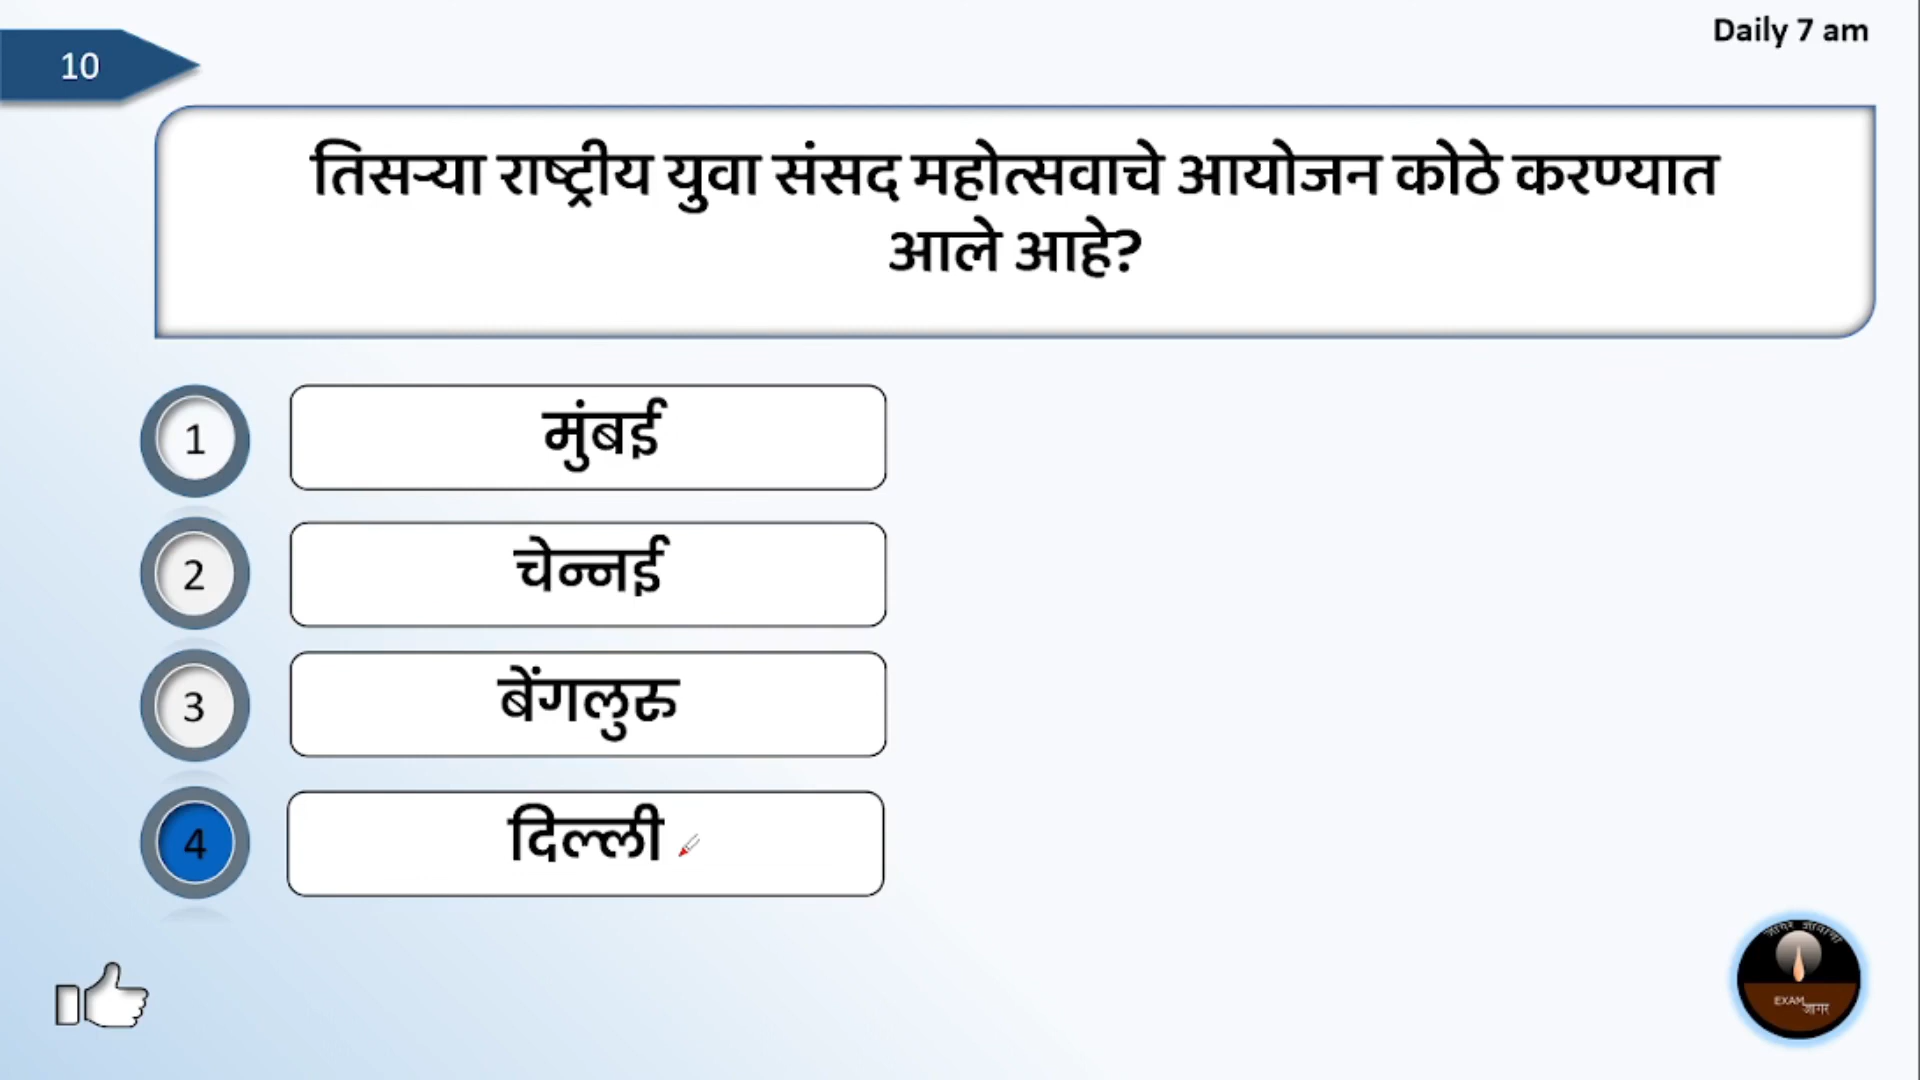 Daily 7 am
10
तिसऱ्या राष्ट्रीय युवा संसद महोत्सवाचे आयोजन कोठे करण्यात
आले आहे?
1
मुंबई
2
चेन्नई
3
बेंगलुरु
4
दिल्ली
EXAM
जागर